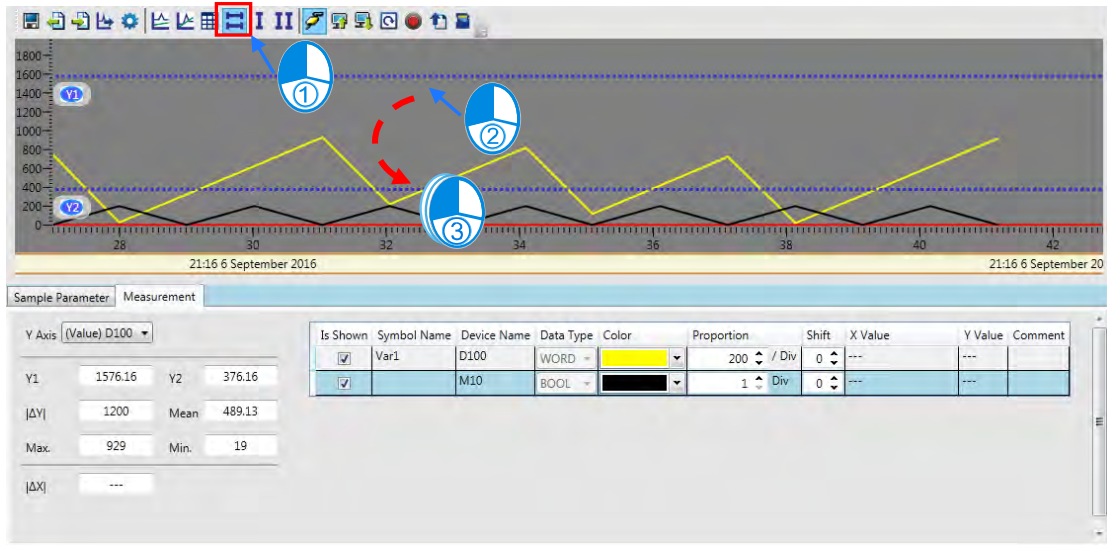 1800
1600
1400
1200
1000
800
600
400
200
0
Y1
Y2
①
②
③
28 30 32 34 36 38 40 42
21:16 6 September 2016 21:16 6 September 20
Sample Parameter Measurement
Y Axis (Value) D100
Y1 1576.16 Y2 376.16
|ΔY| 1200 Mean 489.13
Max. 929 Min. 19
|ΔX| ---
Is Shown Symbol Name Device Name Data Type Color Proportion Shift X Value Y Value Comment
Var1 D100 WORD 200 / Div 0 --- ---
M10 BOOL 1 Div 0 --- ---